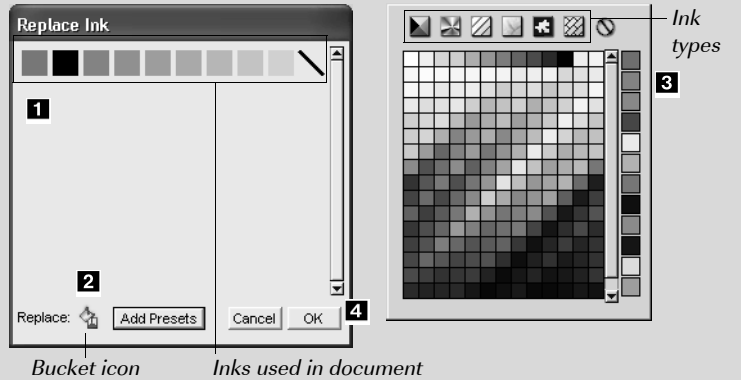 Replace Ink
1
2
Replace:
Add Presets
Cancel
OK
4
Bucket icon
Inks used in document
Ink
types
3